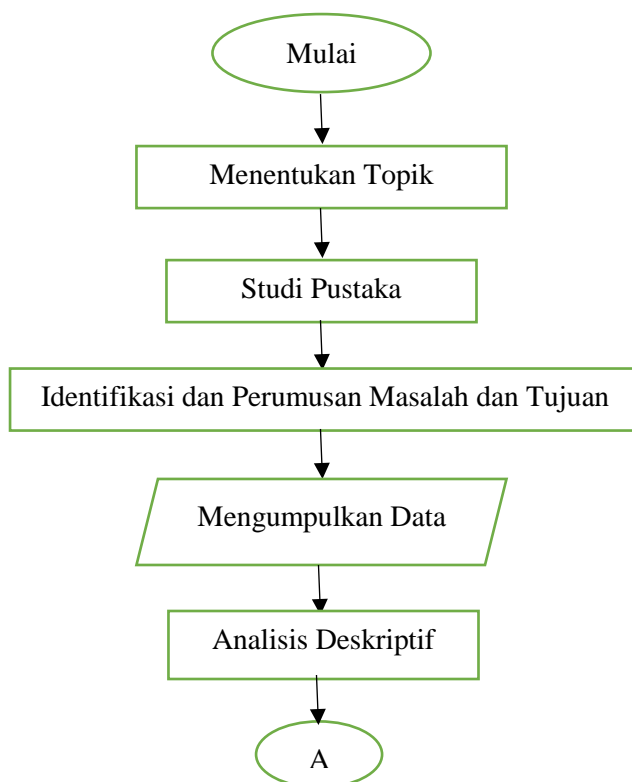 Mulai
Menentukan Topik
Studi Pustaka
Identifikasi dan Perumusan Masalah dan Tujuan
Mengumpulkan Data
Analisis Deskriptif
A